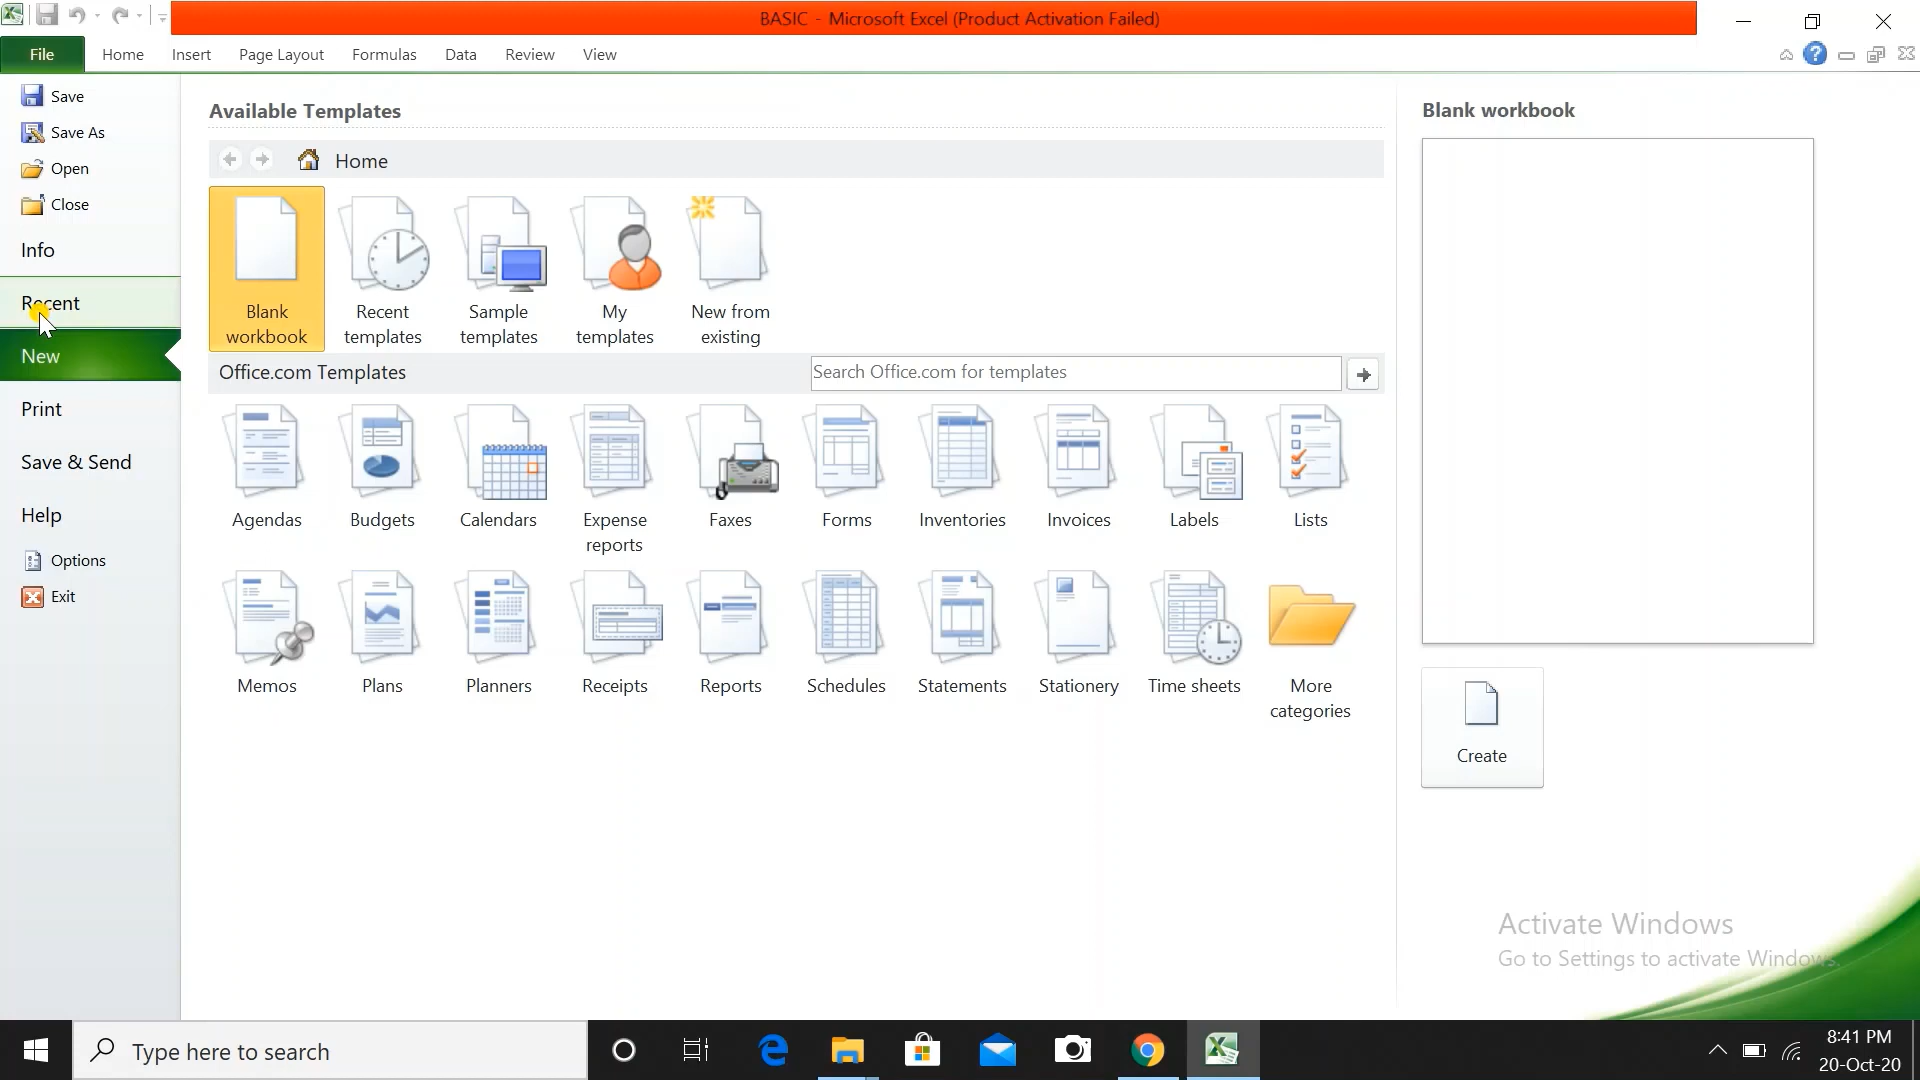 BASIC - Microsoft Excel (Product Activation Failed)
File Home Insert Page Layout Formulas Data Review View
Save
Save As
Open
Close
Info
Recent
New
Print
Save & Send
Help
Options
Exit
Available Templates
Home
Blank workbook
Recent templates
Sample templates
My templates
New from existing
Office.com Templates
Search Office.com for templates
Agendas
Budgets
Calendars
Expense reports
Faxes
Forms
Inventories
Invoices
Labels
Lists
Memos
Plans
Planners
Receipts
Reports
Schedules
Statements
Stationery
Time sheets
More categories
Blank workbook
Create
Activate Windows
Go to Settings to activate Windows.
Type here to search
8:41 PM
20-Oct-20